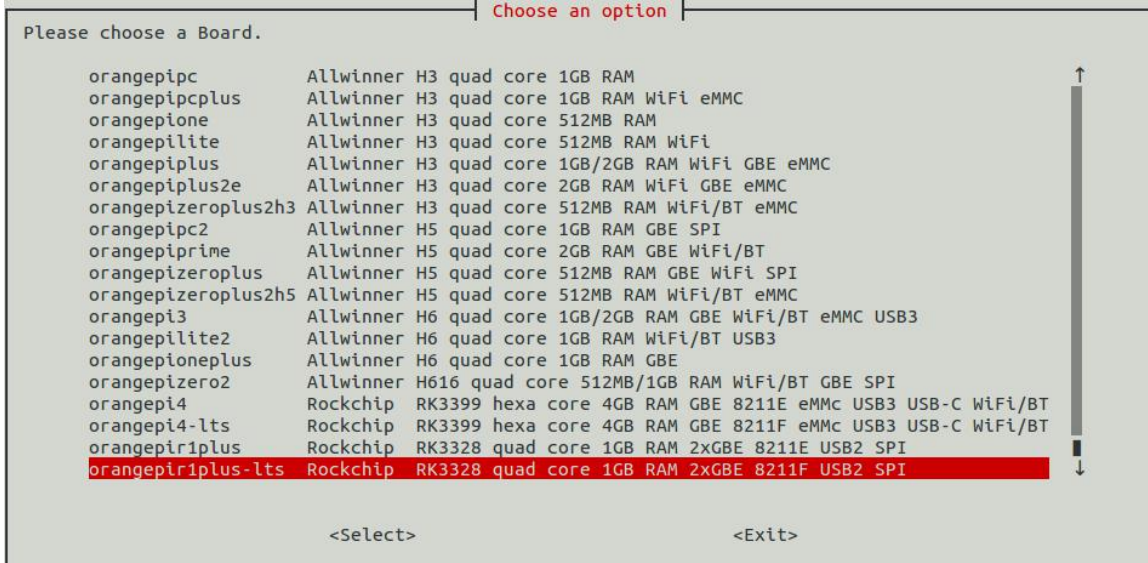 Choose an option
Please choose a Board.
orangepipc Allwinner H3 quad core 1GB RAM
orangepipcplus Allwinner H3 quad core 1GB RAM WiFi eMMC
orangepione Allwinner H3 quad core 512MB RAM
orangepilite Allwinner H3 quad core 512MB RAM WiFi
orangepiplus Allwinner H3 quad core 1GB/2GB RAM WiFi GBE eMMC
orangepiplus2e Allwinner H3 quad core 2GB RAM WiFi GBE eMMC
orangepizeroplus2h3 Allwinner H3 quad core 512MB RAM WiFi/BT eMMC
orangepipc2 Allwinner H5 quad core 1GB RAM GBE SPI
orangepiprime Allwinner H5 quad core 2GB RAM GBE WiFi/BT
orangepizeroplus Allwinner H5 quad core 512MB RAM GBE WiFi SPI
orangepizeroplus2h5 Allwinner H5 quad core 512MB RAM WiFi/BT eMMC
orangepi3 Allwinner H6 quad core 1GB/2GB RAM GBE WiFi/BT eMMC USB3
orangepilite2 Allwinner H6 quad core 1GB RAM WiFi/BT USB3
orangepioneplus Allwinner H6 quad core 1GB RAM GBE
orangepizero2 Allwinner H616 quad core 512MB/1GB RAM WiFi/BT GBE SPI
orangepi4 Rockchip RK3399 hexa core 4GB RAM GBE 8211E eMMc USB3 USB-C WiFi/BT
orangepi4-lts Rockchip RK3399 hexa core 4GB RAM GBE 8211F eMMc USB3 USB-C WiFi/BT
orangepir1plus Rockchip RK3328 quad core 1GB RAM 2xGBE 8211E USB2 SPI
orangepir1plus-lts Rockchip RK3328 quad core 1GB RAM 2xGBE 8211F USB2 SPI
<Select> <Exit>